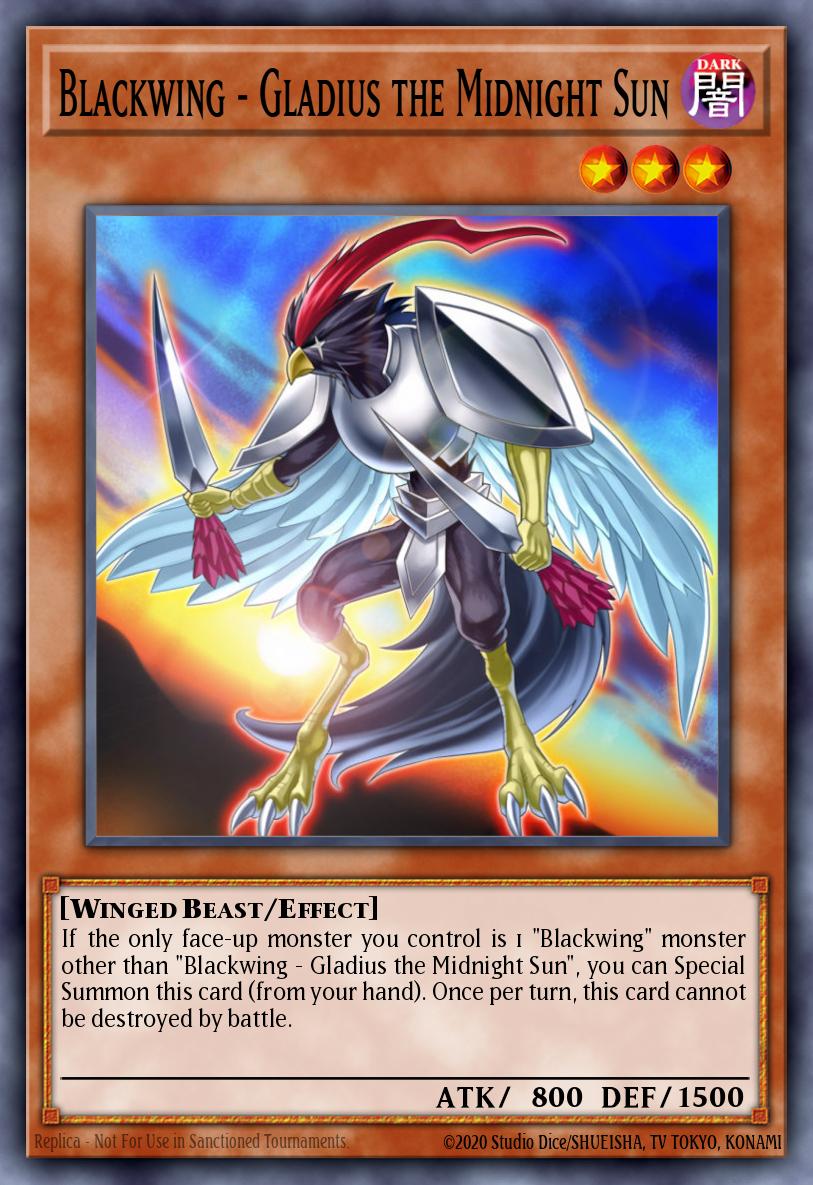 Blackwing - Gladius the Midnight Sun
DARK
闇
[Winged Beast/Effect]
If the only face-up monster you control is 1 "Blackwing" monster
other than "Blackwing - Gladius the Midnight Sun", you can Special
Summon this card (from your hand). Once per turn, this card cannot
be destroyed by battle.
ATK/ 800 DEF/1500
Replica - Not For Use in Sanctioned Tournaments.
©2020 Studio Dice/SHUEISHA, TV TOKYO, KONAMI